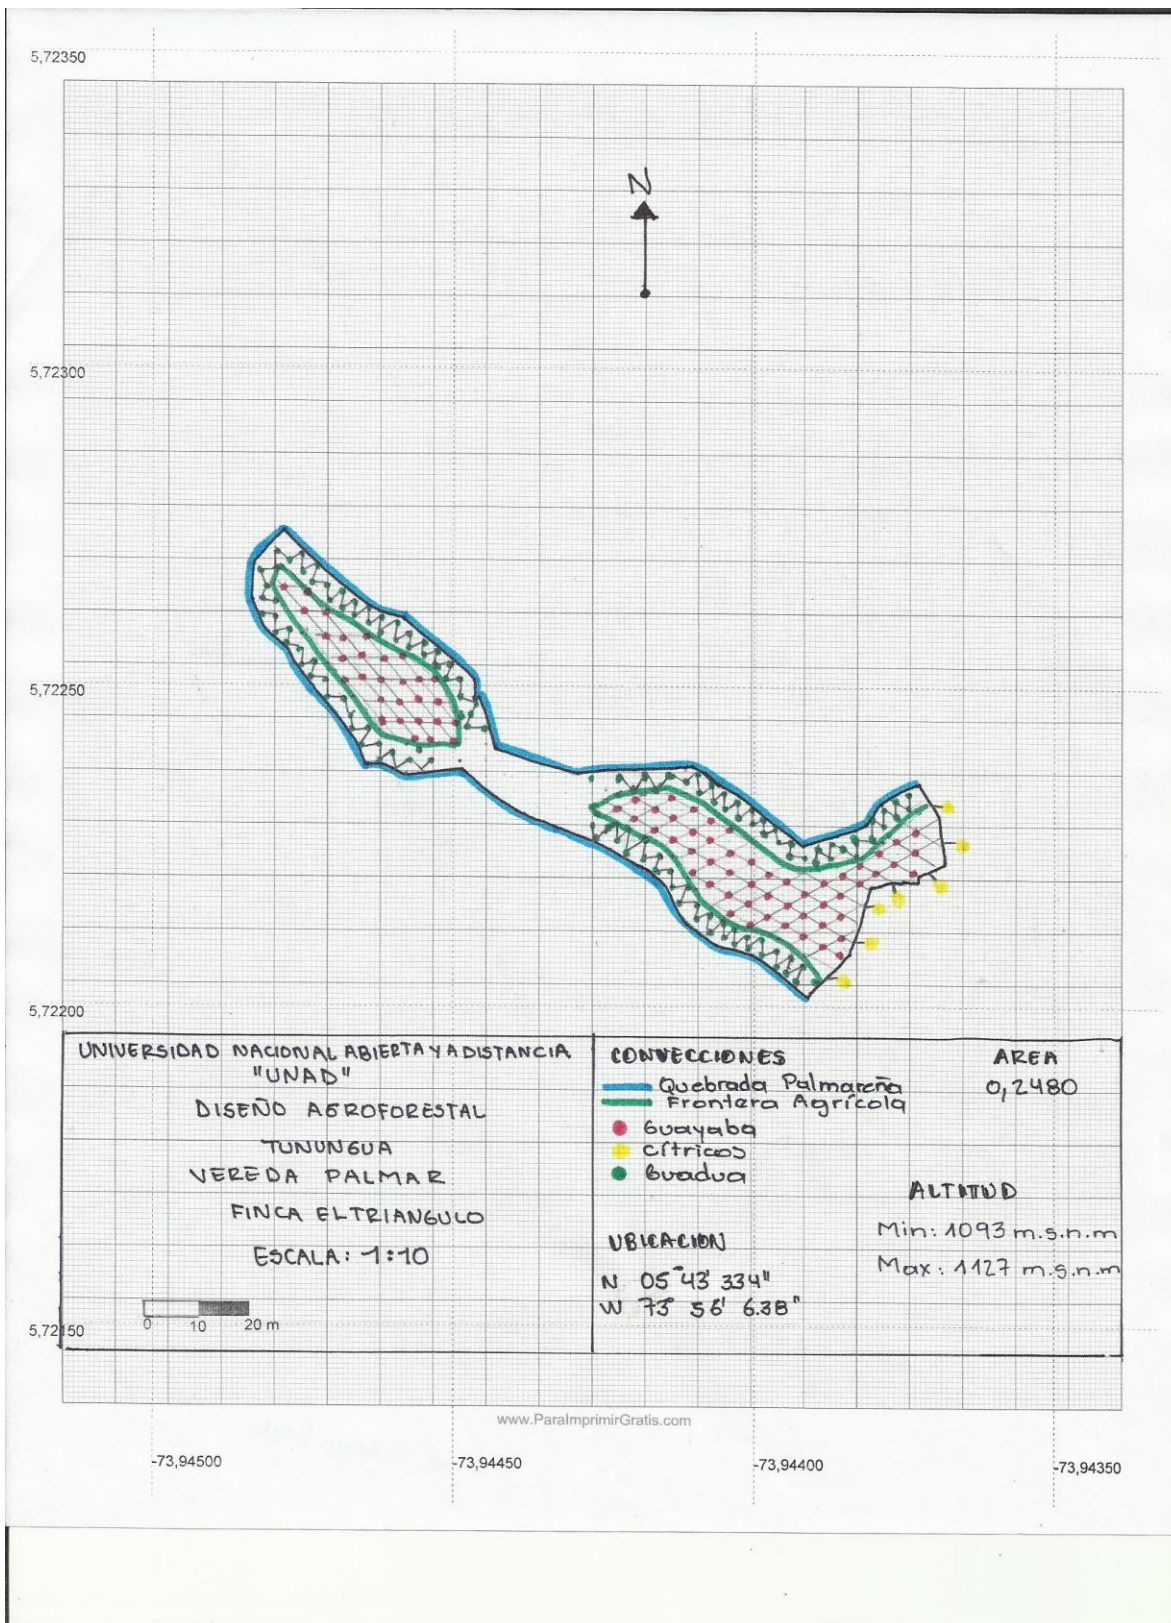 5,72350
N
5,72300
5,72250
5,72200
UNIVERSIDAD NACIONAL ABIERTA Y A DISTANCIA
"UNAD"
DISEÑO AGROFORESTAL
TUNUNGUA
VEREDA PALMAR
FINCA EL TRIANGULO
ESCALA: 1:10
0 10 20 m
5,72150
CONVECCIONES
Quebrada Palmareña
Frontera Agrícola
Guayaba
Cítricos
Guadua
AREA
0,2480
UBICACION
N 05° 43' 334"
W 73° 56' 6.38"
ALTITUD
Min: 1093 m.s.n.m
Max: 1127 m.s.n.m
www.ParaImprimirGratis.com
-73,94500
-73,94450
-73,94400
-73,94350